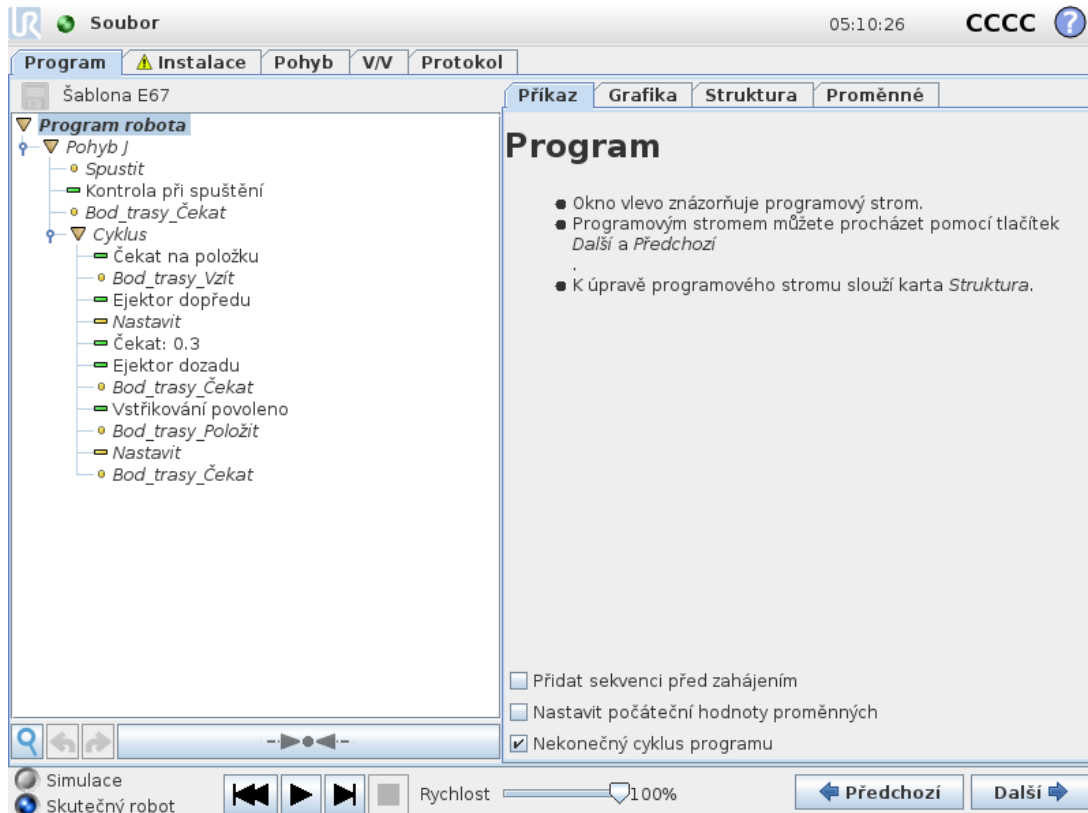 UR Soubor 05:10:26 CCCC ?
Program Instalace Pohyb V/V Protokol
Šablona E67
Příkaz Grafika Struktura Proměnné
Program robota
Pohyb J
Spustit
Kontrola při spuštění
Bod_trasy_Čekat
Cyklus
Čekat na položku
Bod_trasy_Vzít
Ejektor dopředu
Nastavit
Čekat: 0.3
Ejektor dozadu
Bod_trasy_Čekat
Vstřikování povoleno
Bod_trasy_Položit
Nastavit
Bod_trasy_Čekat
Program
Okno vlevo znázorňuje programový strom.
Programovým stromem můžete procházet pomocí tlačítek
Další a Předchozí
.
K úpravě programového stromu slouží karta Struktura.
Přidat sekvenci před zahájením
Nastavit počáteční hodnoty proměnných
Nekonečný cyklus programu
Simulace
Skutečný robot
Rychlost 100%
Předchozí Další